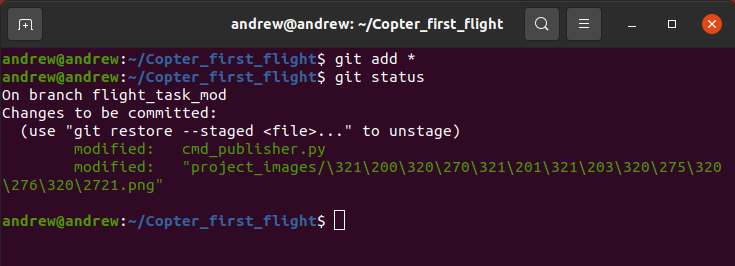 andrew@andrew: ~/Copter_first_flight
andrew@andrew:~/Copter_first_flight$ git add *
andrew@andrew:~/Copter_first_flight$ git status
On branch flight_task_mod
Changes to be committed:
  (use "git restore --staged <file>..." to unstage)
        modified:   cmd_publisher.py
        modified:   "project_images/\321\200\320\270\321\201\321\203\320\275\320
\276\320\2721.png"
andrew@andrew:~/Copter_first_flight$